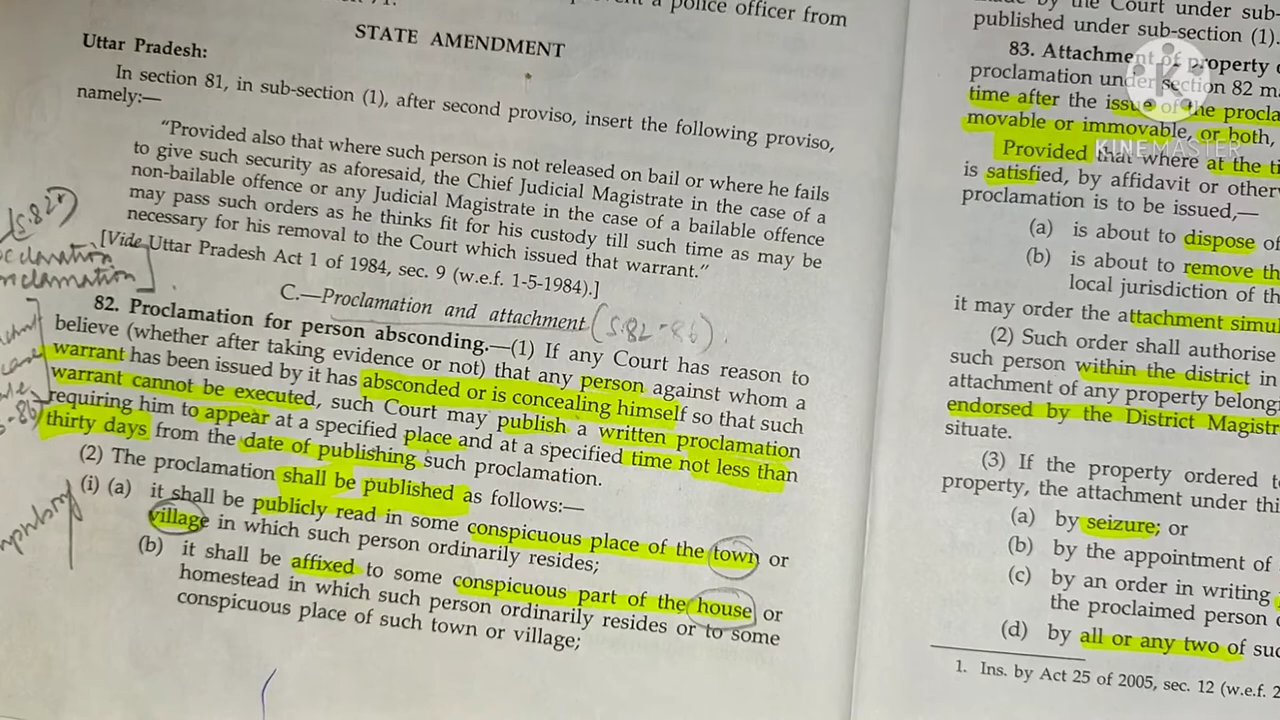 a police officer from
STATE AMENDMENT
Uttar Pradesh:
In section 81, in sub-section (1), after second proviso, insert the following proviso,
namely:—
“Provided also that where such person is not released on bail or where he fails
to give such security as aforesaid, the Chief Judicial Magistrate in the case of a
non-bailable offence or any Judicial Magistrate in the case of a bailable offence
may pass such orders as he thinks fit for his custody till such time as may be
necessary for his removal to the Court which issued that warrant.”
[Vide Uttar Pradesh Act 1 of 1984, sec. 9 (w.e.f. 1-5-1984).]
C.—Proclamation and attachment (S.82-86).
82. Proclamation for person absconding.—(1) If any Court has reason to
believe (whether after taking evidence or not) that any person against whom a
warrant has been issued by it has absconded or is concealing himself so that such
warrant cannot be executed, such Court may publish a written proclamation
requiring him to appear at a specified place and at a specified time not less than
thirty days from the date of publishing such proclamation.
(2) The proclamation shall be published as follows:—
(i) (a) it shall be publicly read in some conspicuous place of the town or
village in which such person ordinarily resides;
(b) it shall be affixed to some conspicuous part of the house or
homestead in which such person ordinarily resides or to some
conspicuous place of such town or village;
by the Court under sub-
published under sub-section (1).
83. Attachment of property
proclamation under section 82
time after the issue of the
movable or immovable, or both,
Provided that where at the
is satisfied, by affidavit or
proclamation is to be issued,—
(a) is about to dispose of
(b) is about to remove
local jurisdiction of
it may order the attachment
(2) Such order shall authorise
such person within the district in
attachment of any property
endorsed by the District
situate.
(3) If the property ordered
property, the attachment under
(a) by seizure; or
(b) by the appointment of
(c) by an order in writing
the proclaimed person
(d) by all or any two of
1. Ins. by Act 25 of 2005, sec. 12 (w.e.f.
KINEMASTER